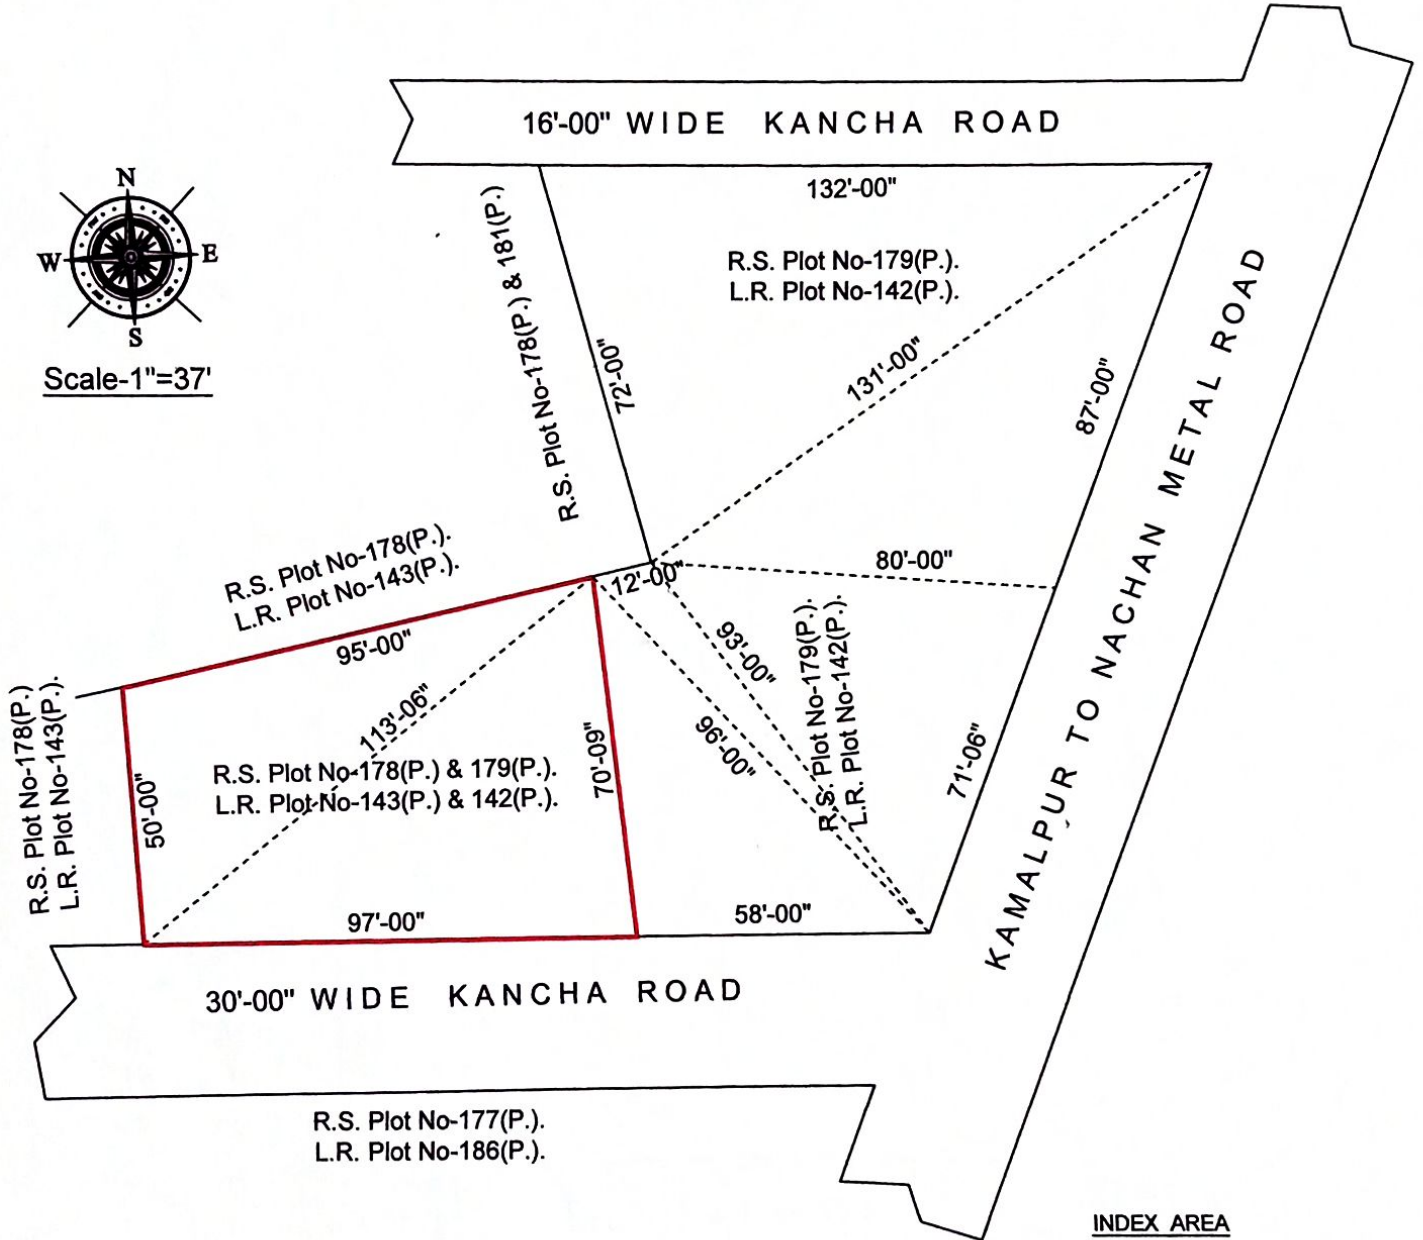 16'-00" WIDE KANCHA ROAD
132'-00"
N
W
E
S
Scale-1"=37'
R.S. Plot No-178(P.) & 181(P.)
72'-00"
R.S. Plot No-179(P.).
L.R. Plot No-142(P.).
131'-00"
87'-00"
KAMALPUR TO NACHAN METAL ROAD
R.S. Plot No-178(P.).
L.R. Plot No-143(P.).
95'-00"
12'-00"
80'-00"
93'-00"
96'-00"
R.S. Plot No-179(P.).
L.R. Plot No-142(P.).
71'-06"
R.S. Plot No-178(P.)
L.R. Plot No-143(P.).
50'-00"
113'-06"
R.S. Plot No-178(P.) & 179(P.).
L.R. Plot-No-143(P.) & 142(P.).
70'-09"
97'-00"
58'-00"
30'-00" WIDE KANCHA ROAD
R.S. Plot No-177(P.).
L.R. Plot No-186(P.).
INDEX AREA